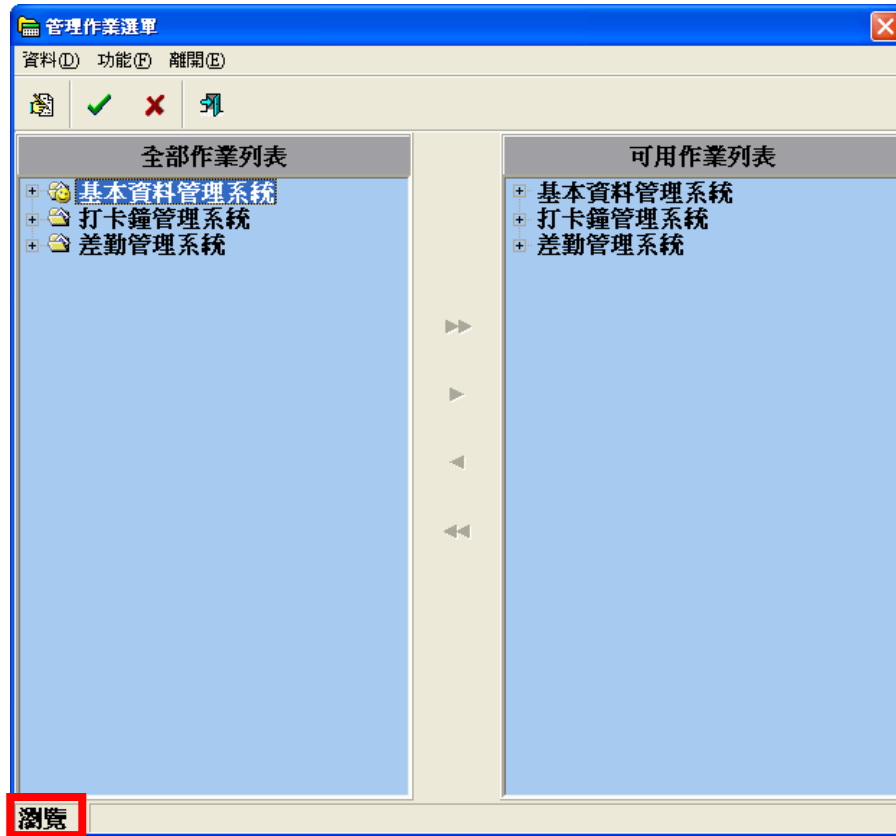 管理作業選單
資料(D) 功能(F) 離開(E)
全部作業列表
基本資料管理系統
打卡鐘管理系統
差勤管理系統
可用作業列表
基本資料管理系統
打卡鐘管理系統
差勤管理系統
瀏覽